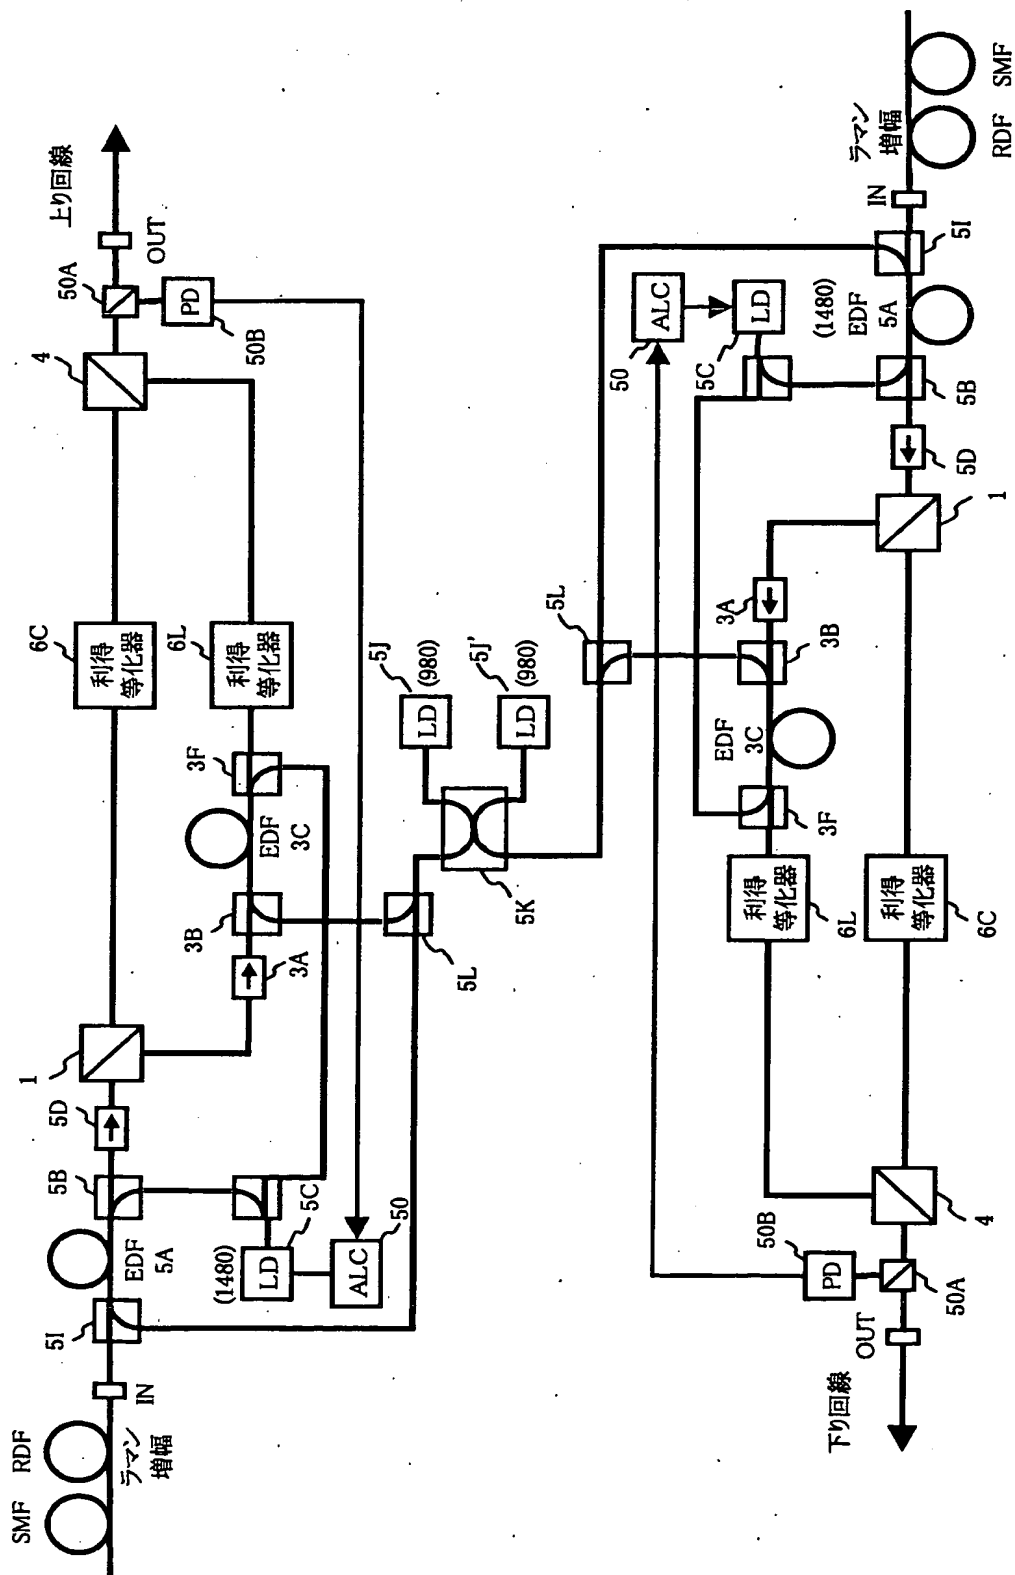 SMF
RDF
ラマン
増幅
IN
5I
EDF
5A
5B
5D
1
(1480)
LD
5C
ALC
50
3A
3B
EDF
3C
3F
6C
利得
等化器
6L
利得
等化器
4
50A
PD
50B
OUT
上り回線
5L
5K
LD
5J
(980)
LD
5J'
(980)
5L
SMF
RDF
ラマン
増幅
IN
5I
(1480)
EDF
5A
5B
5D
1
ALC
50
LD
5C
3A
3B
EDF
3C
3F
利得
等化器
6L
利得
等化器
6C
4
50A
PD
50B
OUT
下り回線